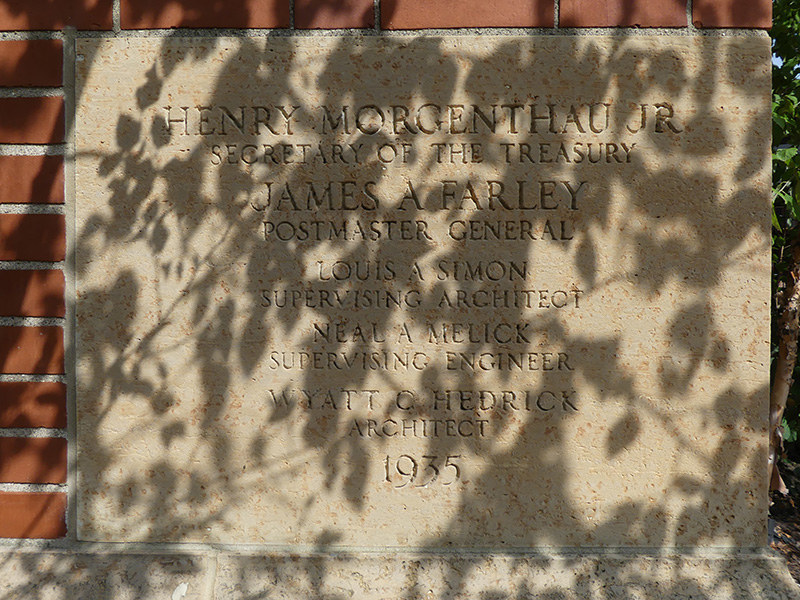 HENRY MORGENTHAU JR
SECRETARY OF THE TREASURY
JAMES A FARLEY
POSTMASTER GENERAL
LOUIS A SIMON
SUPERVISING ARCHITECT
NEAL A MELICK
SUPERVISING ENGINEER
WYATT C HEDRICK
ARCHITECT
1935